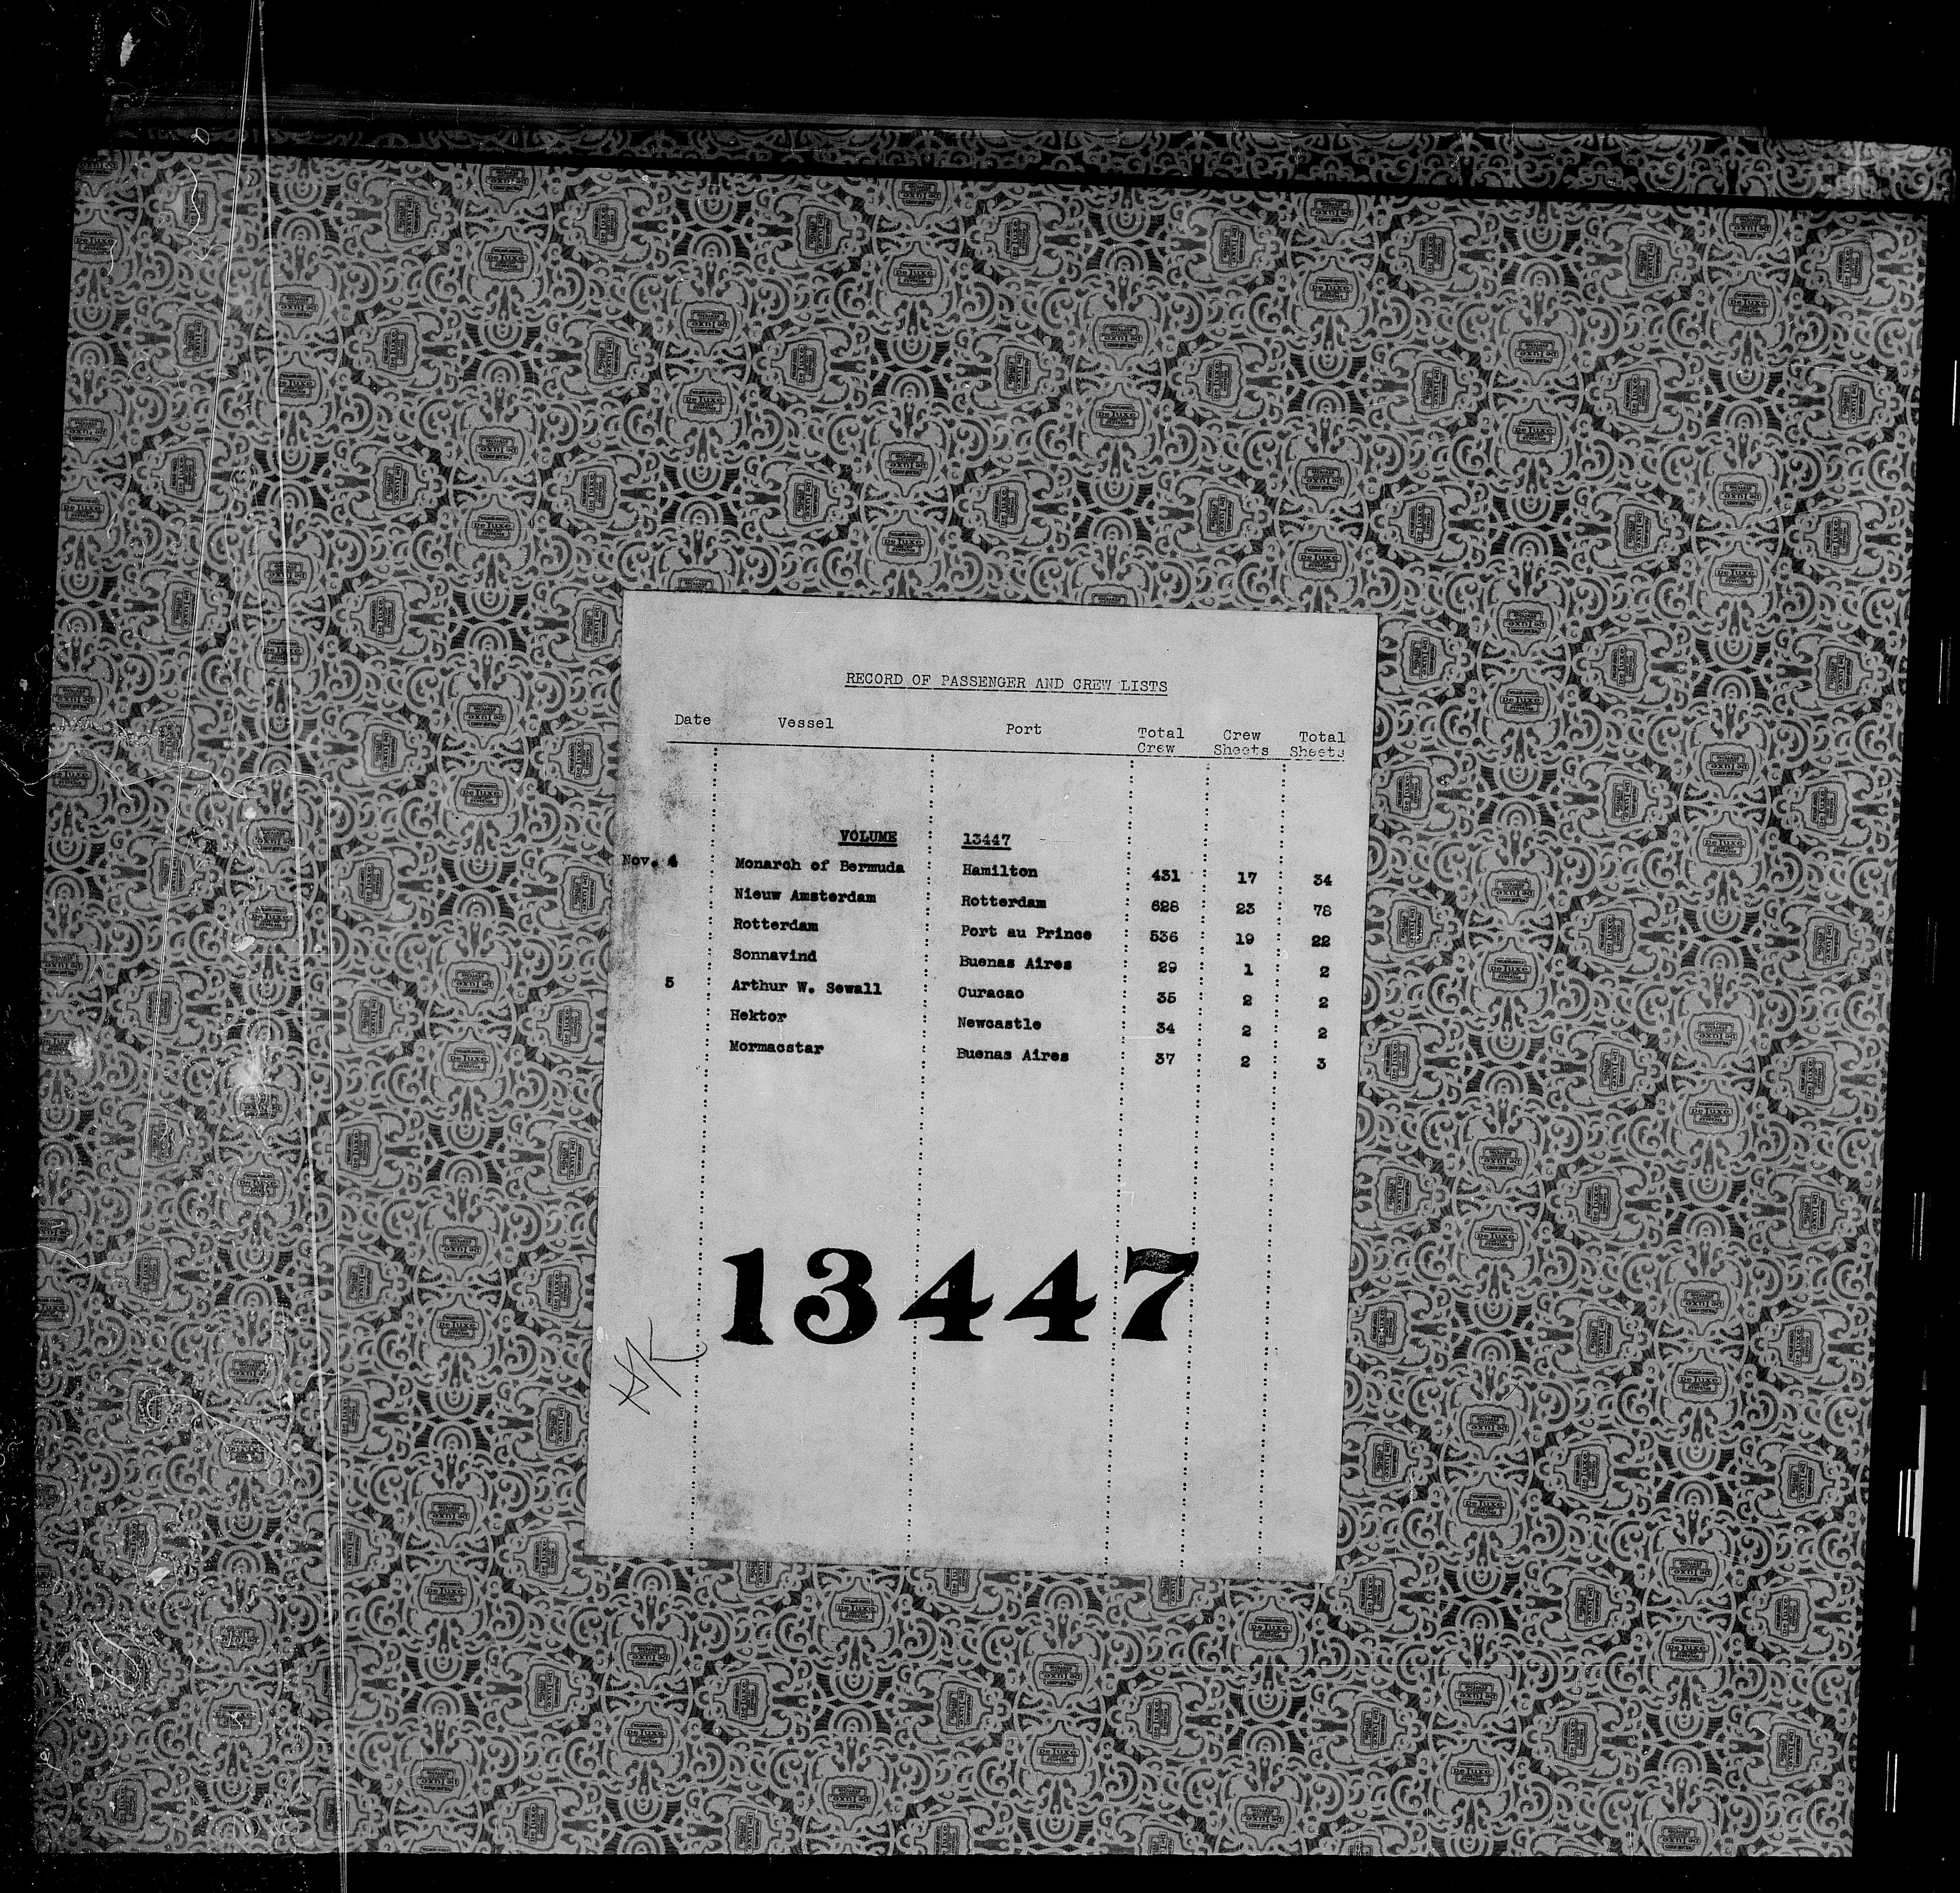 RECORD OF PASSENGER AND CREW LISTS
Date Vessel Port Total Crew Crew Sheets Total Sheets
VOLUME 13447
Nov. 4 Monarch of Bermuda Hamilton 431 17 34
Nieuw Amsterdam Rotterdam 628 23 78
Rotterdam Port au Prince 536 19 22
Sonnavind Buenas Aires 29 1 2
5 Arthur W. Sewall Curacao 35 2 2
Hektor Newcastle 34 2 2
Mormacstar Buenas Aires 37 2 3
13447